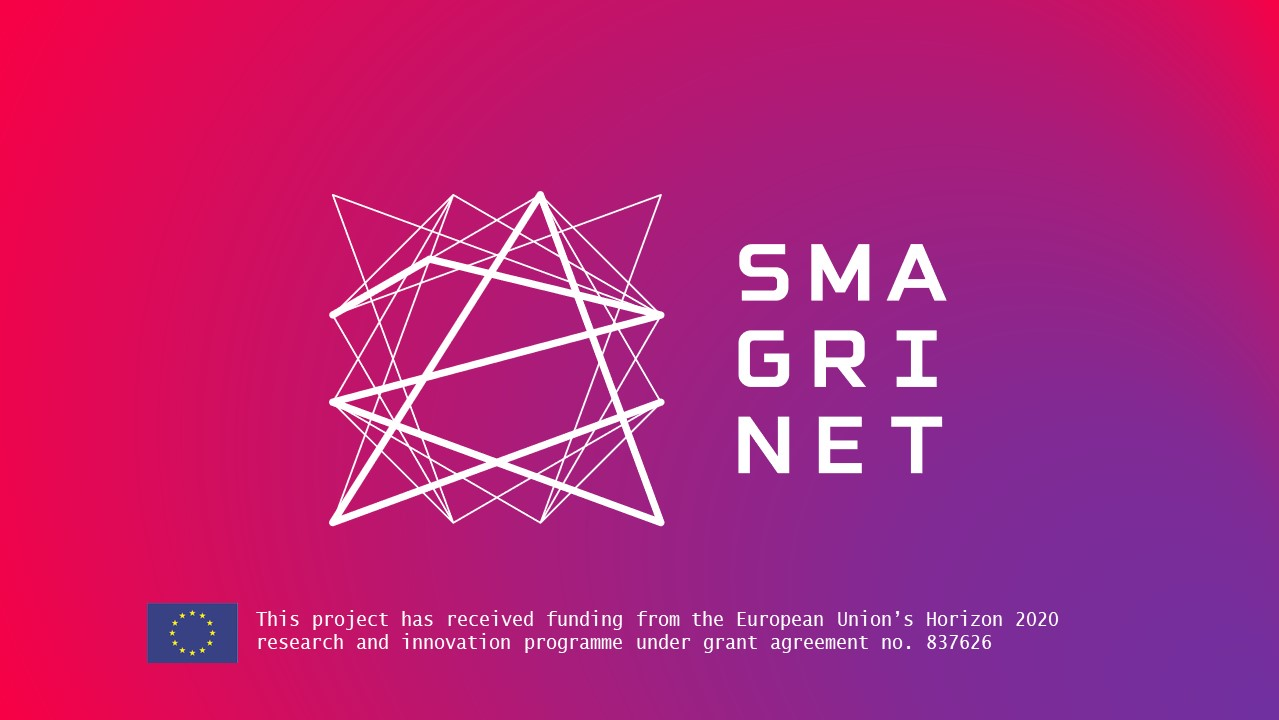 SMA
GRI
NET
This project has received funding from the European Union’s Horizon 2020
research and innovation programme under grant agreement no. 837626